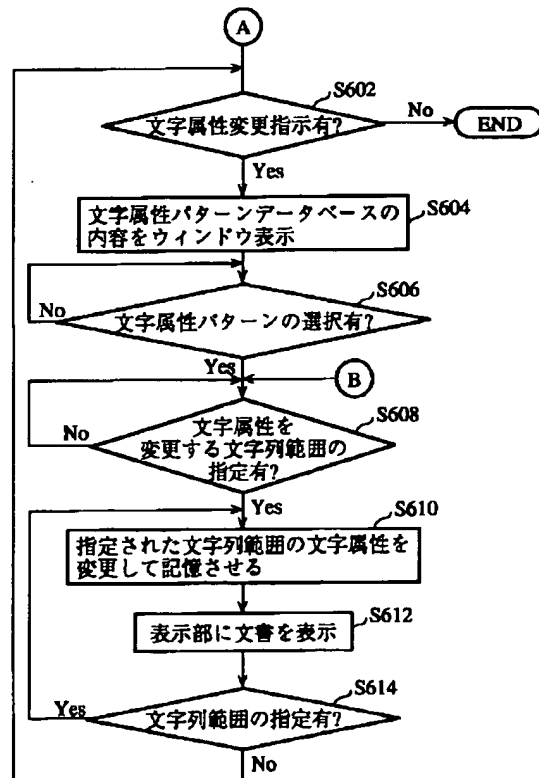 A
S602
文字属性変更指示有?
No
END
Yes
S604
文字属性パターンデータベースの
内容をウィンドウ表示
S606
No
文字属性パターンの選択有?
Yes
B
S608
No
文字属性を
変更する文字列範囲の
指定有?
Yes
S610
指定された文字列範囲の文字属性を
変更して記憶させる
S612
表示部に文書を表示
S614
Yes
文字列範囲の指定有?
No